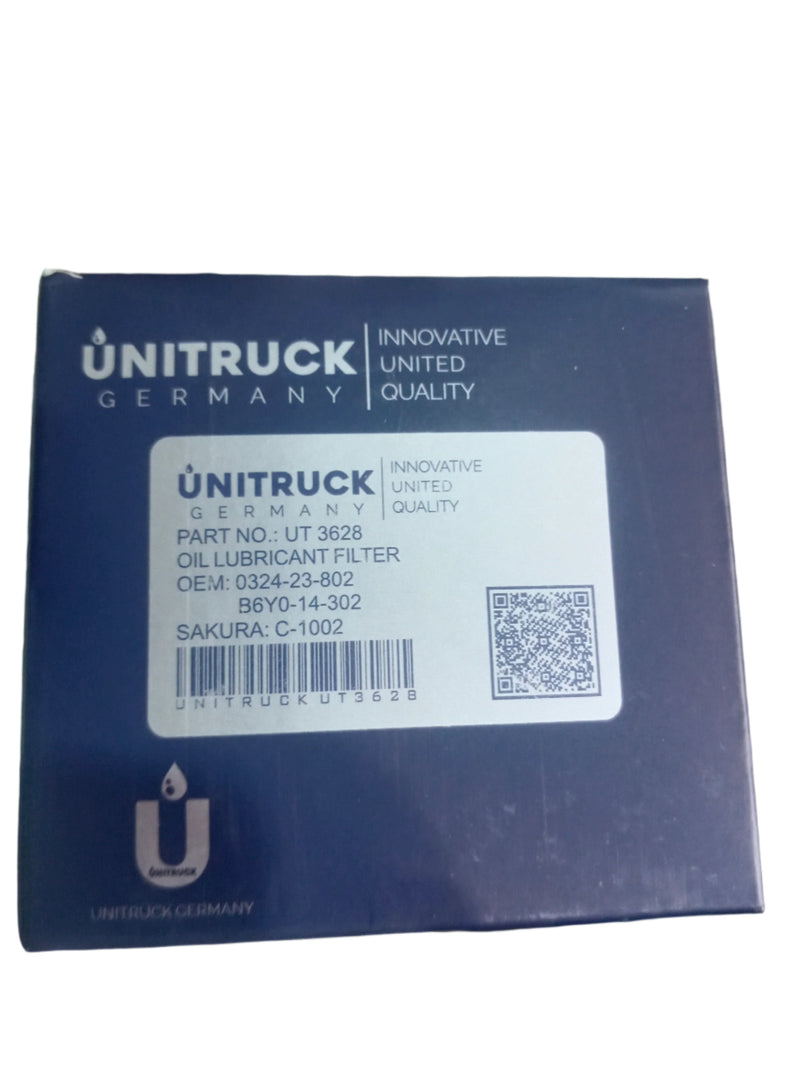 UNITRUCK
GERMANY
INNOVATIVE
UNITED
QUALITY
UNITRUCK
GERMANY
INNOVATIVE
UNITED
QUALITY
PART NO.: UT 3628
OIL LUBRICANT FILTER
OEM: 0324-23-802
B6Y0-14-302
SAKURA: C-1002
UNITRUCK UT3628
UNITRUCK
UNITRUCK GERMANY